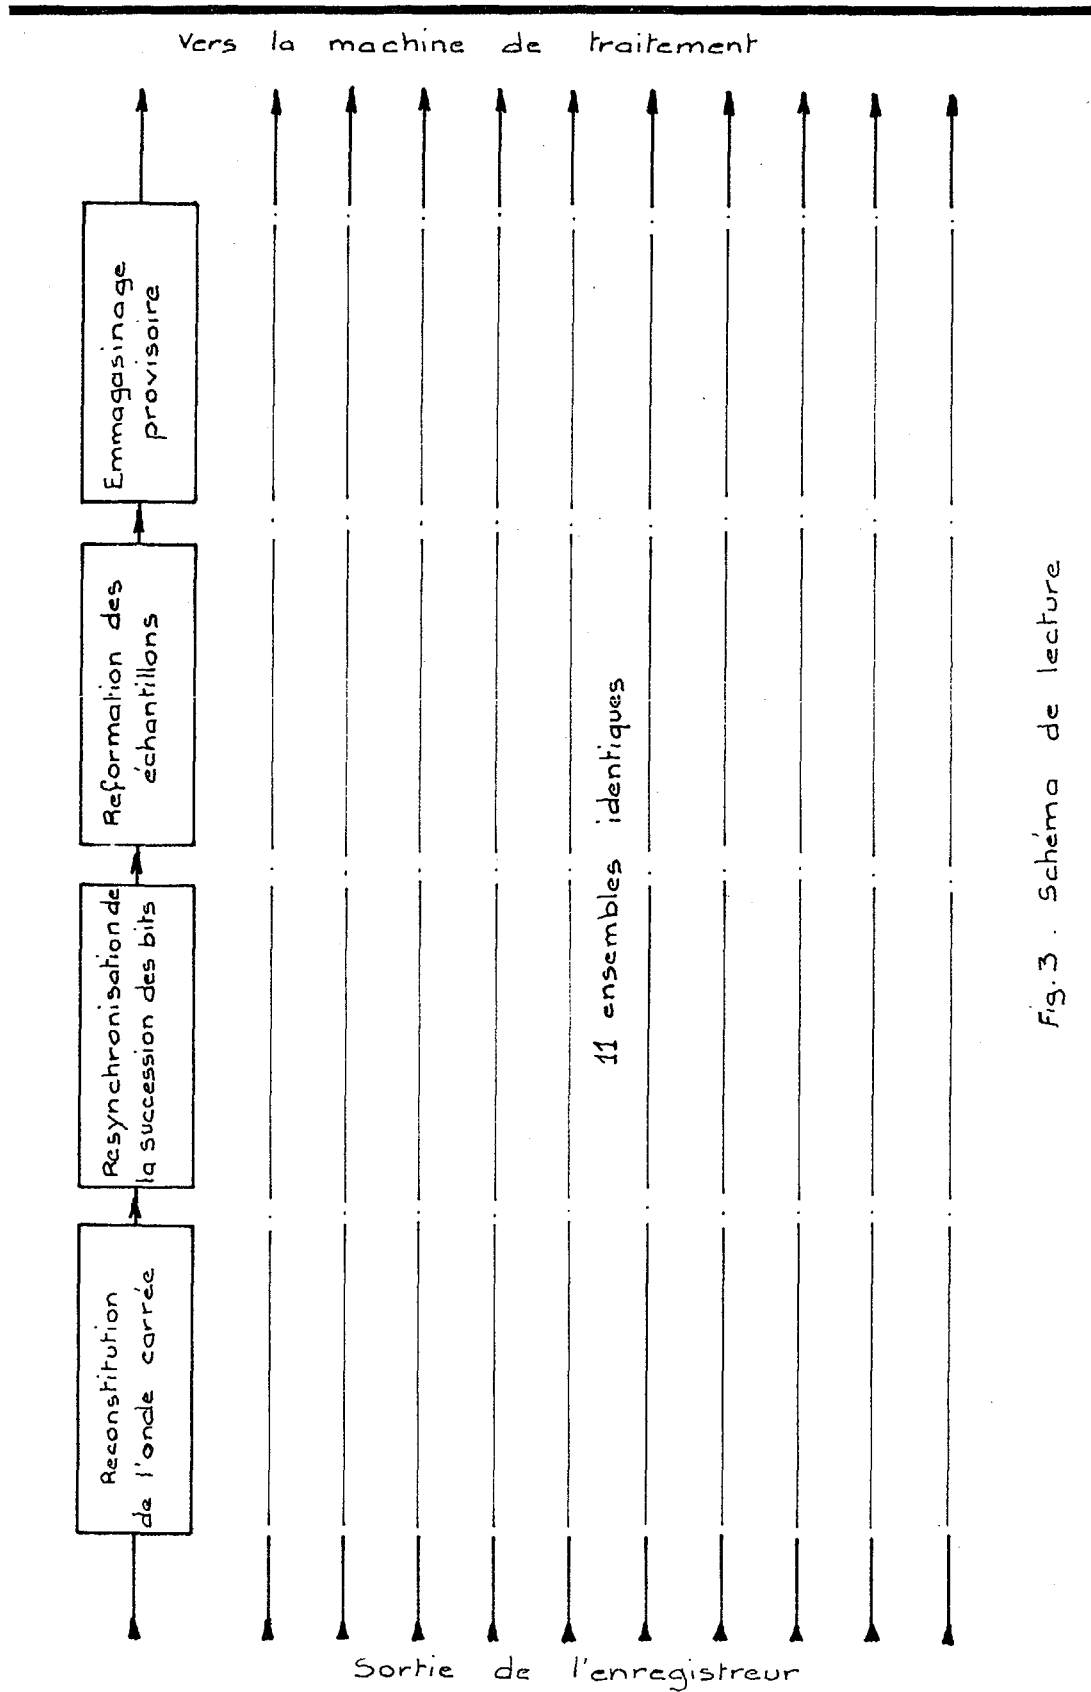 Vers la machine de traitement
Emmagasinage
provisoire
Reformation des
échantillons
Resynchronisation de
la succession des bits
Reconstitution
de l'onde carrée
11 ensembles identiques
Sortie de l'enregistreur
Fig. 3 . Schéma de lecture